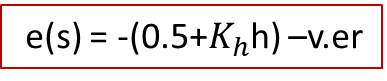 e(s) = -(0.5+Kₕh) –v.er